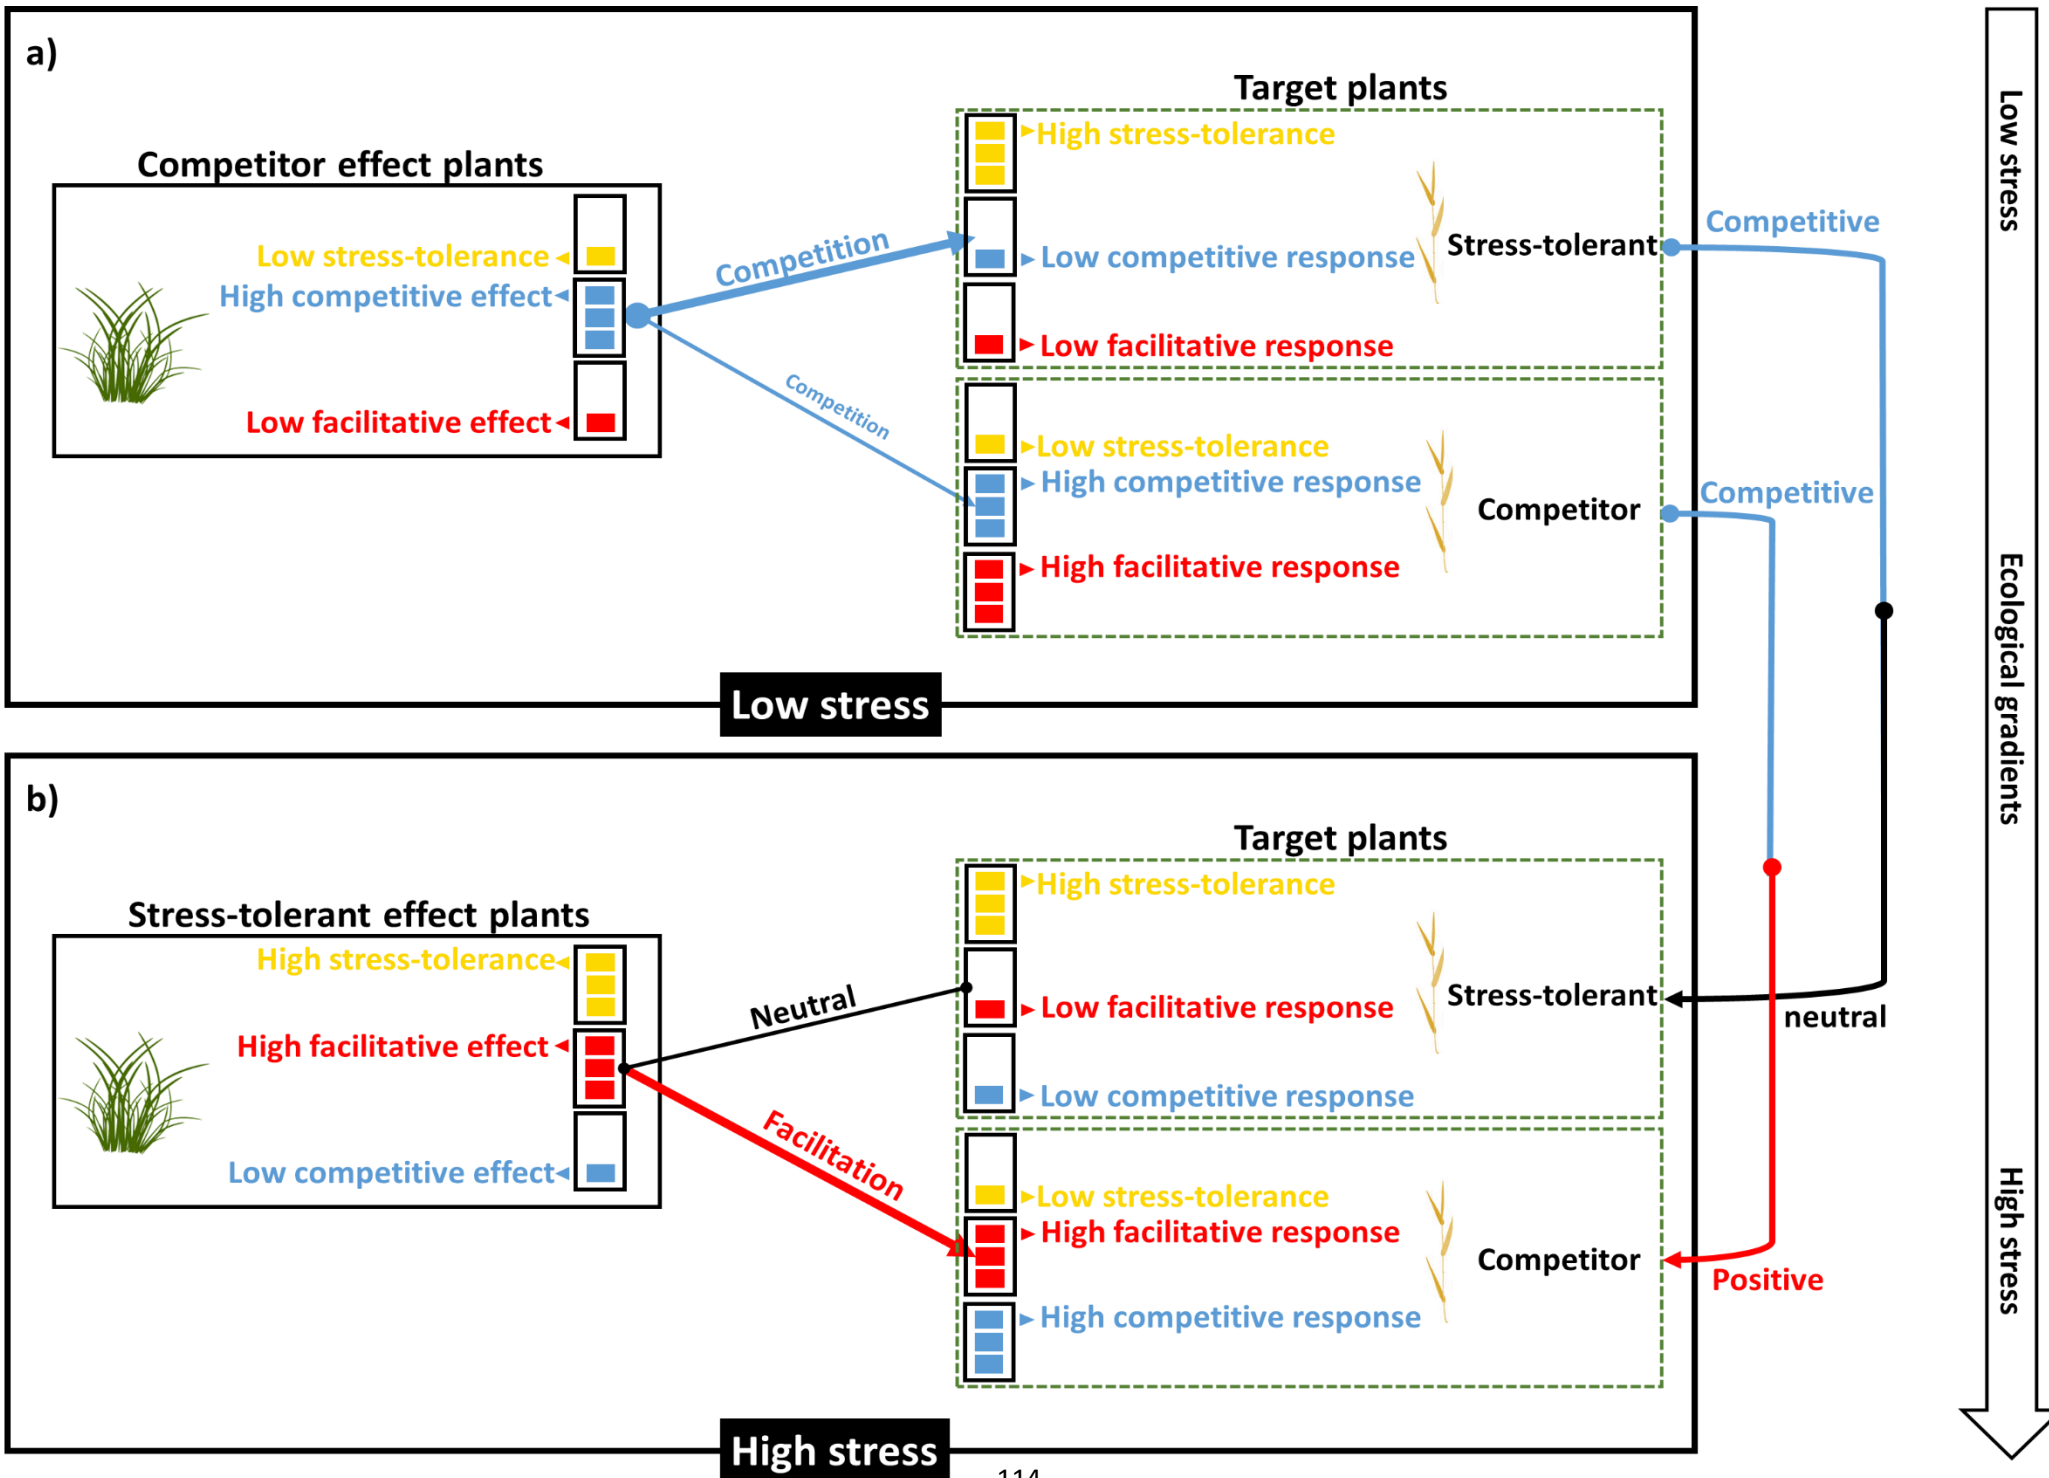 a)
Target plants
Competitor effect plants
Low stress-tolerance
High competitive effect
Low facilitative effect
Competition
Competition
High stress-tolerance
Low competitive response
Low facilitative response
Stress-tolerant
Low stress-tolerance
High competitive response
High facilitative response
Competitor
Competitive
Competitive
Low stress
b)
Target plants
Stress-tolerant effect plants
High stress-tolerance
High facilitative effect
Low competitive effect
Neutral
Facilitation
High stress-tolerance
Low facilitative response
Low competitive response
Stress-tolerant
Low stress-tolerance
High facilitative response
High competitive response
Competitor
neutral
Positive
High stress
Low stress
Ecological gradients
High stress
114